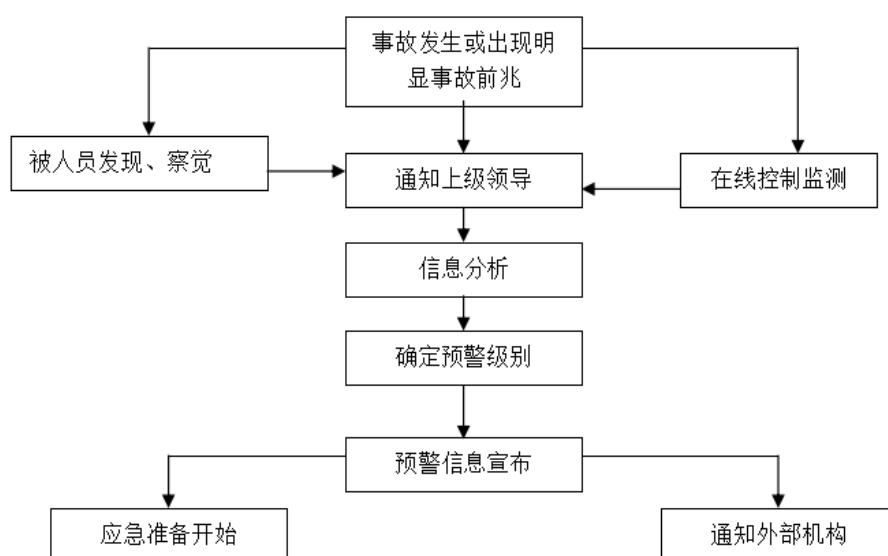 事故发生或出现明
显事故前兆
被人员发现、察觉
通知上级领导
在线控制监测
信息分析
确定预警级别
预警信息宣布
应急准备开始
通知外部机构